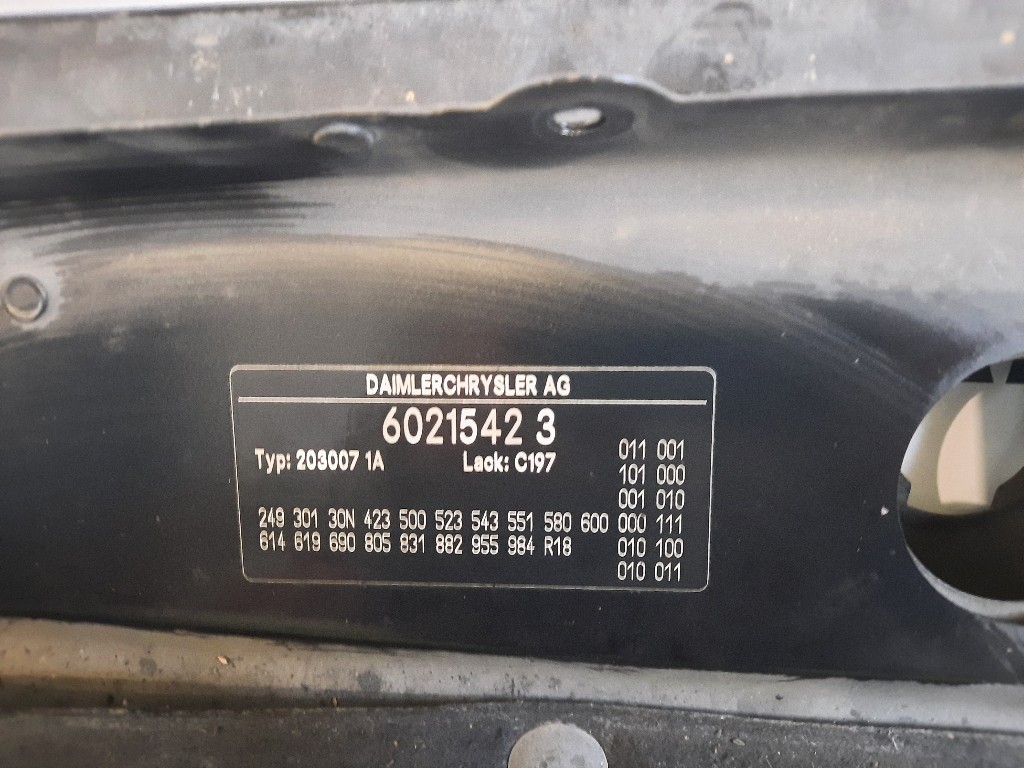 DAIMLERCHRYSLER AG
6021542 3
Typ: 203007 1A Lack: C197
249 301 30N 423 500 523 543 551 580 600
614 619 690 805 831 882 955 984 R18
011 001
101 000
001 010
000 111
010 100
010 011